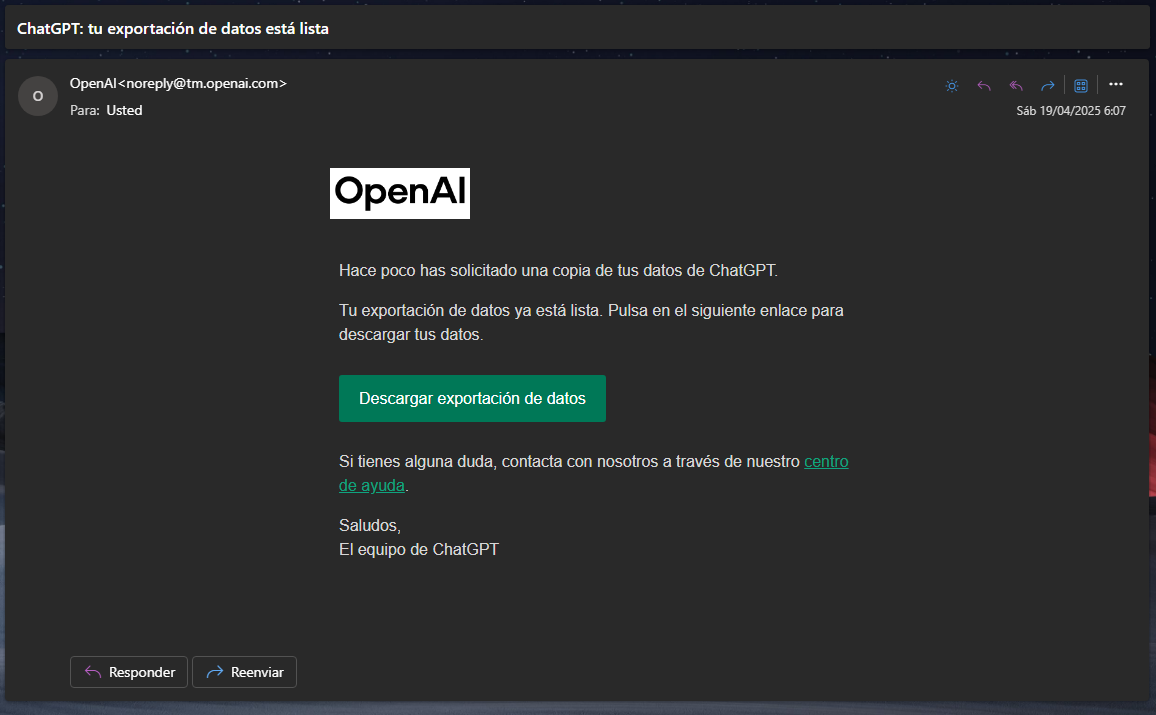 ChatGPT: tu exportación de datos está lista
O
OpenAI<noreply@tm.openai.com>
Para: Usted
Sáb 19/04/2025 6:07
OpenAI
Hace poco has solicitado una copia de tus datos de ChatGPT.
Tu exportación de datos ya está lista. Pulsa en el siguiente enlace para
descargar tus datos.
Descargar exportación de datos
Si tienes alguna duda, contacta con nosotros a través de nuestro centro
de ayuda.
Saludos,
El equipo de ChatGPT
Responder
Reenviar